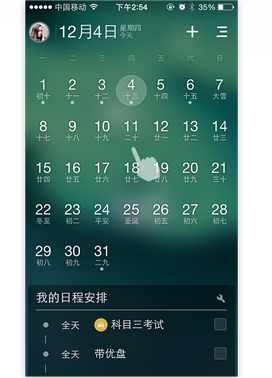 中国移动 下午2:54 35%
12月4日 星期四
今天
一 二 三 四 五 六 日
1 2 3 4 5 6 7
初十 十一 十二 十三 十四 十五 大雪
8 9 10 11 12 13 14
十七 十八 十九 二十 廿一 廿二 廿三
15 16 17 18 19 20 21
廿四 廿五 廿六 廿七 廿八 廿九 三十
22 23 24 25 26 27 28
冬至 初二 平安 圣诞 初五 初六 初七
29 30 31
初八 初九 二九
我的日程安排
全天 科目三考试
全天 带优盘